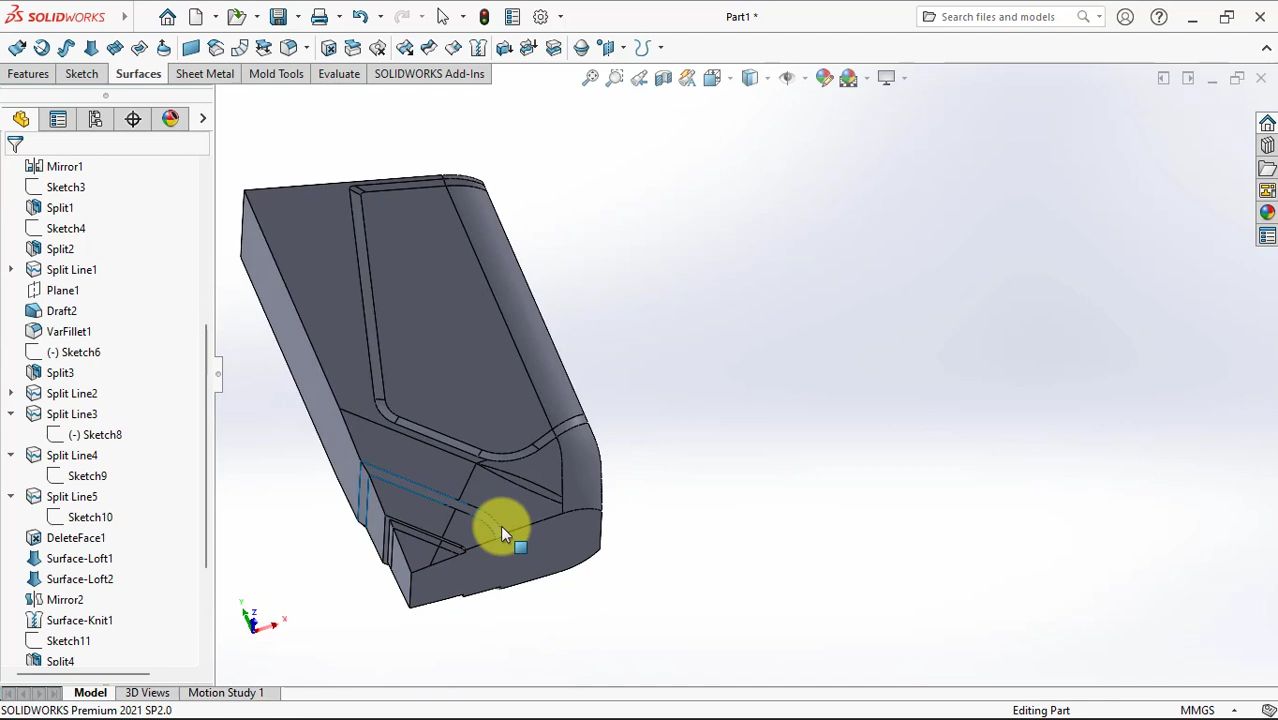 SOLIDWORKS
Part1 *
Search files and models
Features
Sketch
Surfaces
Sheet Metal
Mold Tools
Evaluate
SOLIDWORKS Add-Ins
Mirror1
Sketch3
Split1
Sketch4
Split2
Split Line1
Plane1
Draft2
VarFillet1
(-) Sketch6
Split3
Split Line2
Split Line3
(-) Sketch8
Split Line4
Sketch9
Split Line5
Sketch10
DeleteFace1
Surface-Loft1
Surface-Loft2
Mirror2
Surface-Knit1
Sketch11
Split4
Y
Z
X
Model
3D Views
Motion Study 1
SOLIDWORKS Premium 2021 SP2.0
Editing Part
MMGS